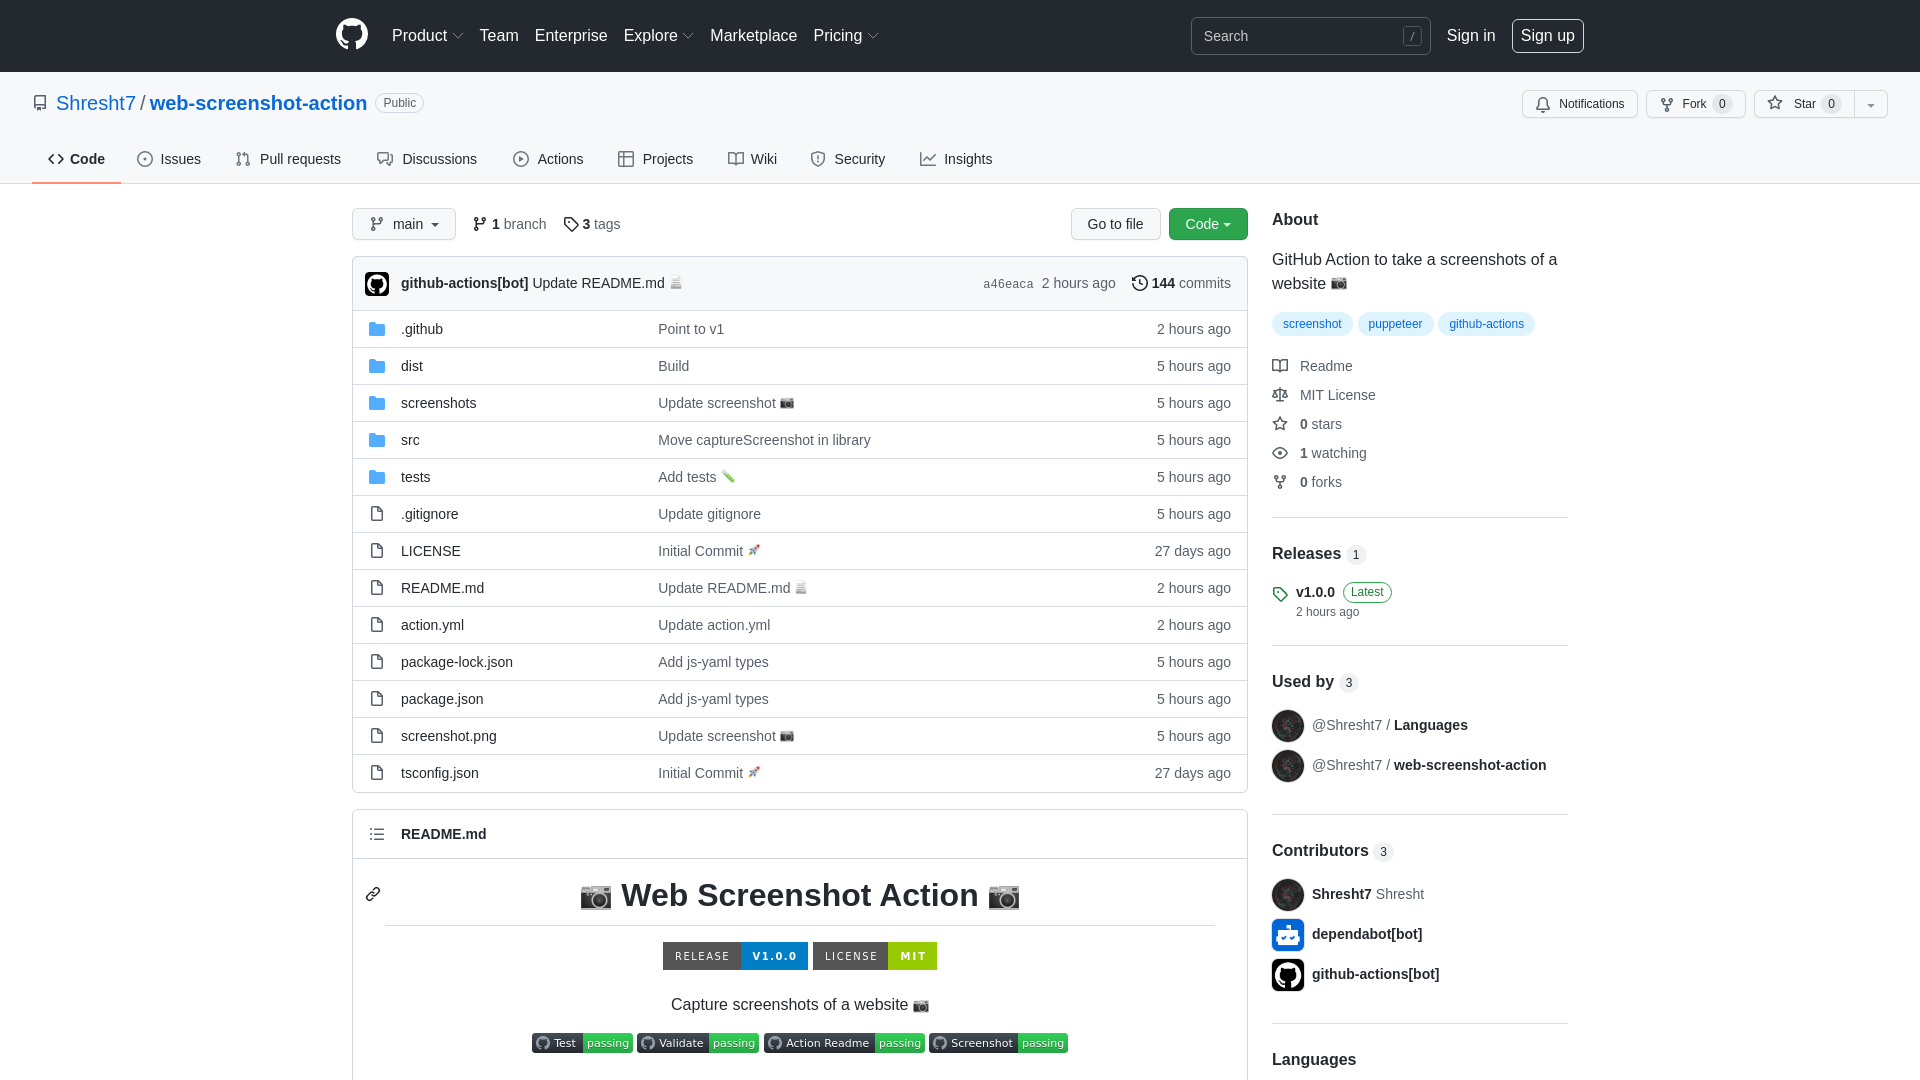 Product Team Enterprise Explore Marketplace Pricing Search / Sign in Sign up
Shresht7 / web-screenshot-action Public Notifications Fork 0 Star 0
Code Issues Pull requests Discussions Actions Projects Wiki Security Insights
main 1 branch 3 tags Go to file Code
github-actions[bot] Update README.md 📃 a46eaca 2 hours ago 144 commits
.github Point to v1 2 hours ago
dist Build 5 hours ago
screenshots Update screenshot 📷 5 hours ago
src Move captureScreenshot in library 5 hours ago
tests Add tests 🧪 5 hours ago
.gitignore Update gitignore 5 hours ago
LICENSE Initial Commit 🚀 27 days ago
README.md Update README.md 📃 2 hours ago
action.yml Update action.yml 2 hours ago
package-lock.json Add js-yaml types 5 hours ago
package.json Add js-yaml types 5 hours ago
screenshot.png Update screenshot 📷 5 hours ago
tsconfig.json Initial Commit 🚀 27 days ago
README.md
📷 Web Screenshot Action 📷
RELEASE V1.0.0 LICENSE MIT
Capture screenshots of a website 📷
Test passing Validate passing Action Readme passing Screenshot passing
About
GitHub Action to take a screenshots of a
website 📷
screenshot puppeteer github-actions
Readme
MIT License
0 stars
1 watching
0 forks
Releases 1
v1.0.0 Latest
2 hours ago
Used by 3
@Shresht7 / Languages
@Shresht7 / web-screenshot-action
Contributors 3
Shresht7 Shresht
dependabot[bot]
github-actions[bot]
Languages